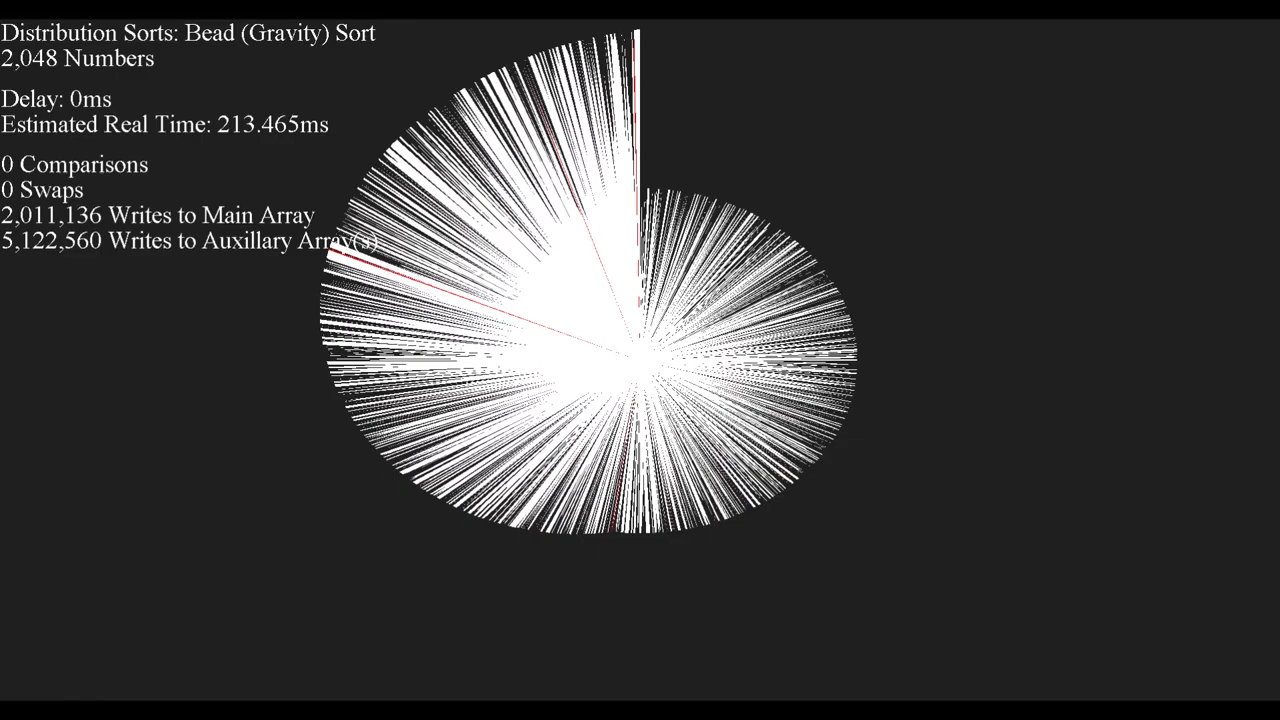 Distribution Sorts: Bead (Gravity) Sort
2,048 Numbers
Delay: 0ms
Estimated Real Time: 213.465ms
0 Comparisons
0 Swaps
2,011,136 Writes to Main Array
5,122,560 Writes to Auxillary Array(s)